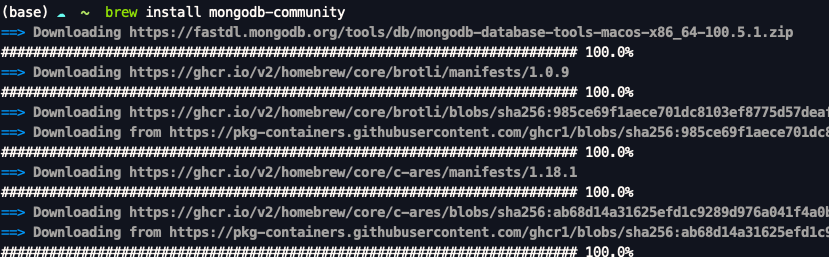 (base) ☁ ~ brew install mongodb-community
==> Downloading https://fastdl.mongodb.org/tools/db/mongodb-database-tools-macos-x86_64-100.5.1.zip
######################################################################## 100.0%
==> Downloading https://ghcr.io/v2/homebrew/core/brotli/manifests/1.0.9
######################################################################## 100.0%
==> Downloading https://ghcr.io/v2/homebrew/core/brotli/blobs/sha256:985ce69f1aece701dc8103ef8775d57deaf
==> Downloading from https://pkg-containers.githubusercontent.com/ghcr1/blobs/sha256:985ce69f1aece701dc8
######################################################################## 100.0%
==> Downloading https://ghcr.io/v2/homebrew/core/c-ares/manifests/1.18.1
######################################################################## 100.0%
==> Downloading https://ghcr.io/v2/homebrew/core/c-ares/blobs/sha256:ab68d14a31625efd1c9289d976a041f4a0b
==> Downloading from https://pkg-containers.githubusercontent.com/ghcr1/blobs/sha256:ab68d14a31625efd1c9
######################################################################## 100.0%